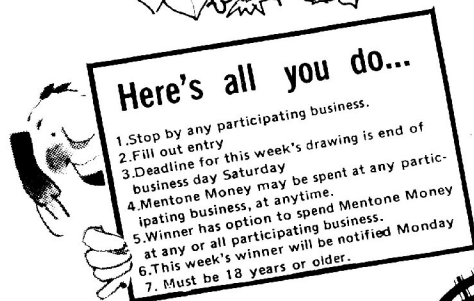 Here's all you do...
1.Stop by any participating business.
2.Fill out entry
3.Deadline for this week's drawing is end of
business day Saturday
4.Mentone Money may be spent at any partic-
ipating business, at anytime.
5.Winner has option to spend Mentone Money
at any or all participating business.
6.This week's winner will be notified Monday
7. Must be 18 years or older.